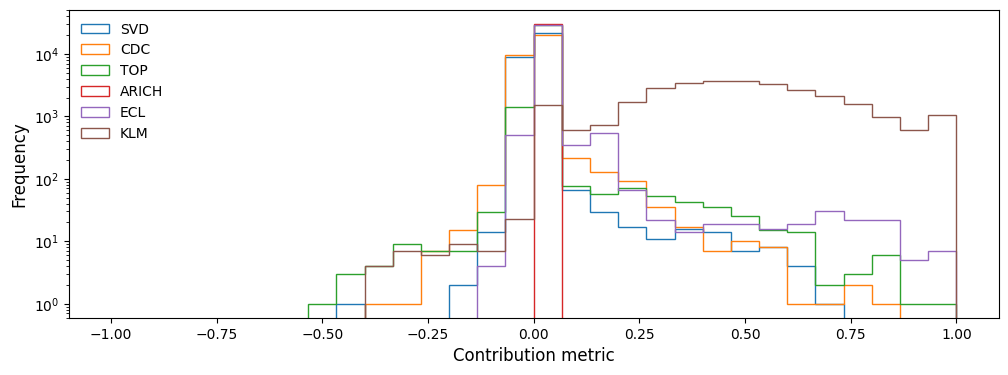 SVD
CDC
TOP
ARICH
ECL
KLM
Frequency
10⁴
10³
10²
10¹
10⁰
−1.00 −0.75 −0.50 −0.25 0.00 0.25 0.50 0.75 1.00
Contribution metric